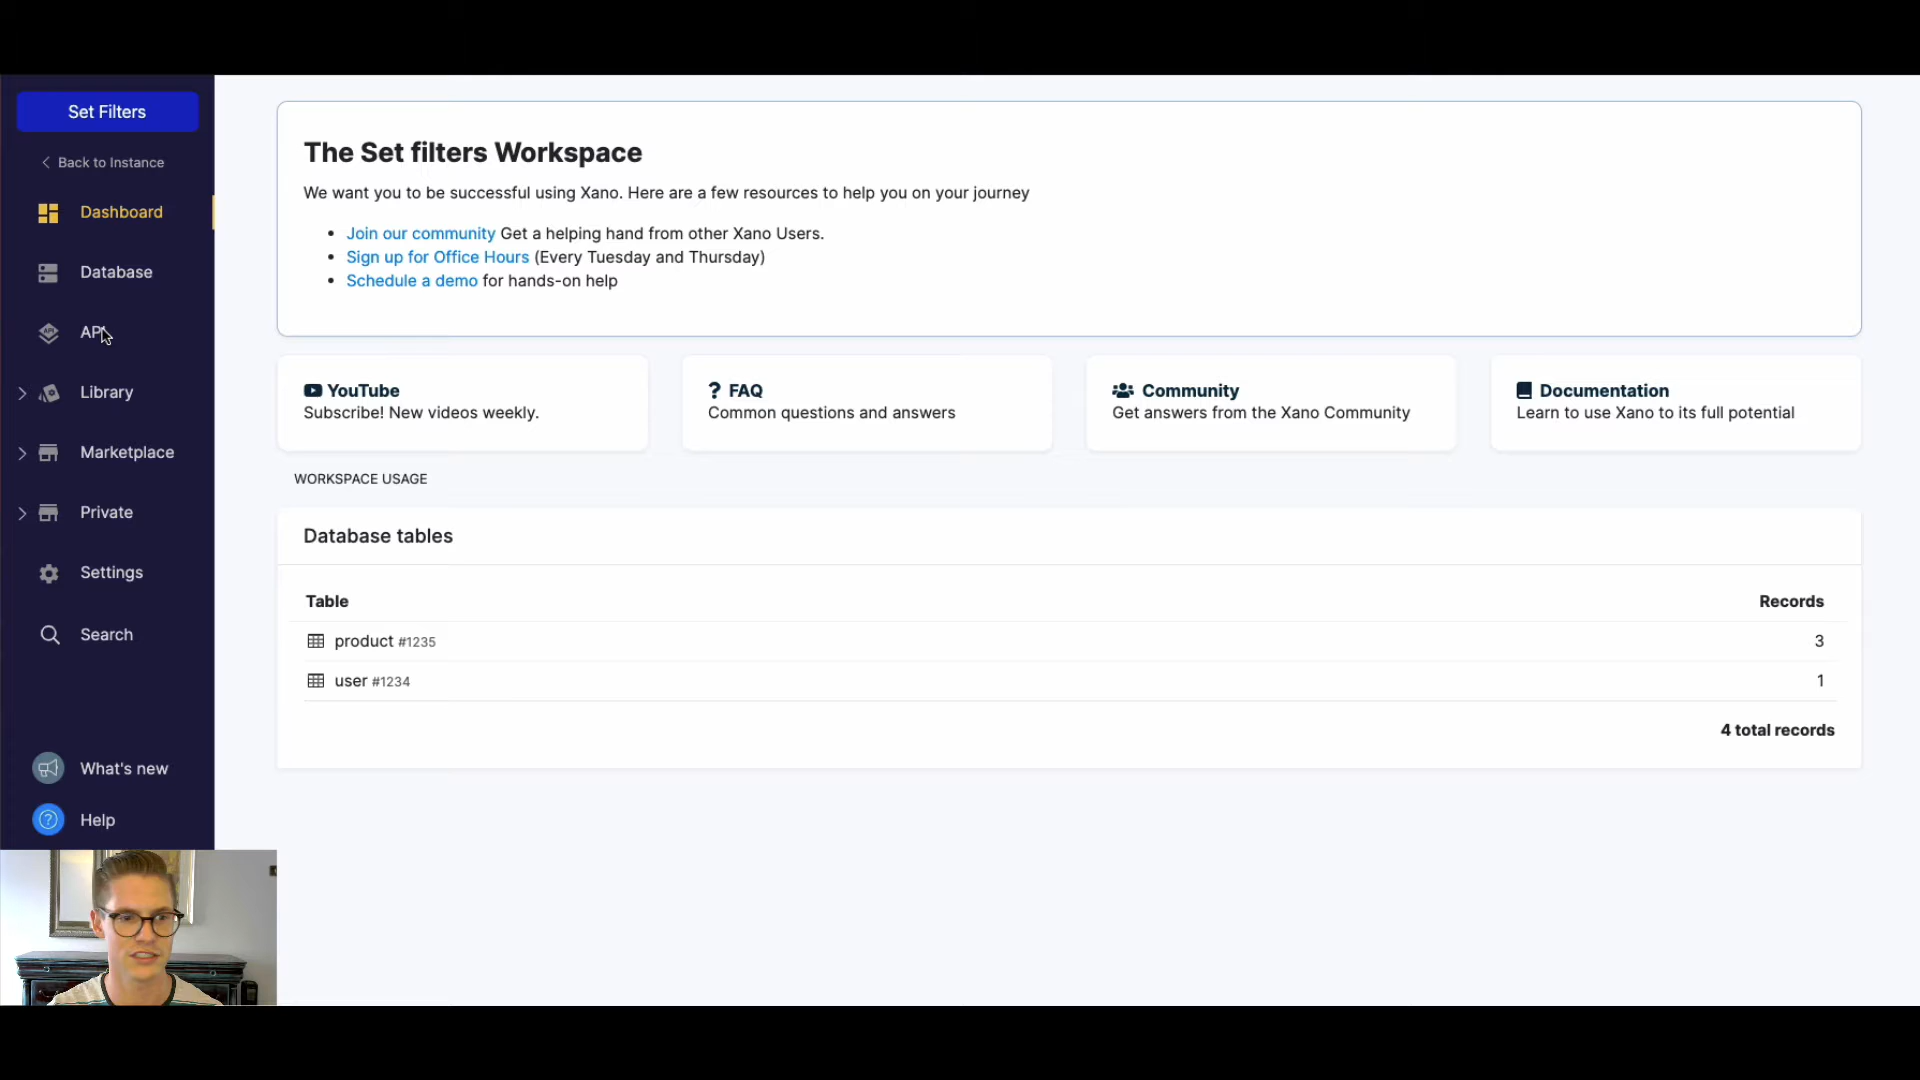 Set Filters
Back to Instance
Dashboard
Database
API
Library
Marketplace
Private
Settings
Search
What's new
Help
The Set filters Workspace
We want you to be successful using Xano. Here are a few resources to help you on your journey
• Join our community Get a helping hand from other Xano Users.
• Sign up for Office Hours (Every Tuesday and Thursday)
• Schedule a demo for hands-on help
YouTube
Subscribe! New videos weekly.
? FAQ
Common questions and answers
Community
Get answers from the Xano Community
Documentation
Learn to use Xano to its full potential
WORKSPACE USAGE
Database tables
Table Records
product #1235 3
user #1234 1
4 total records